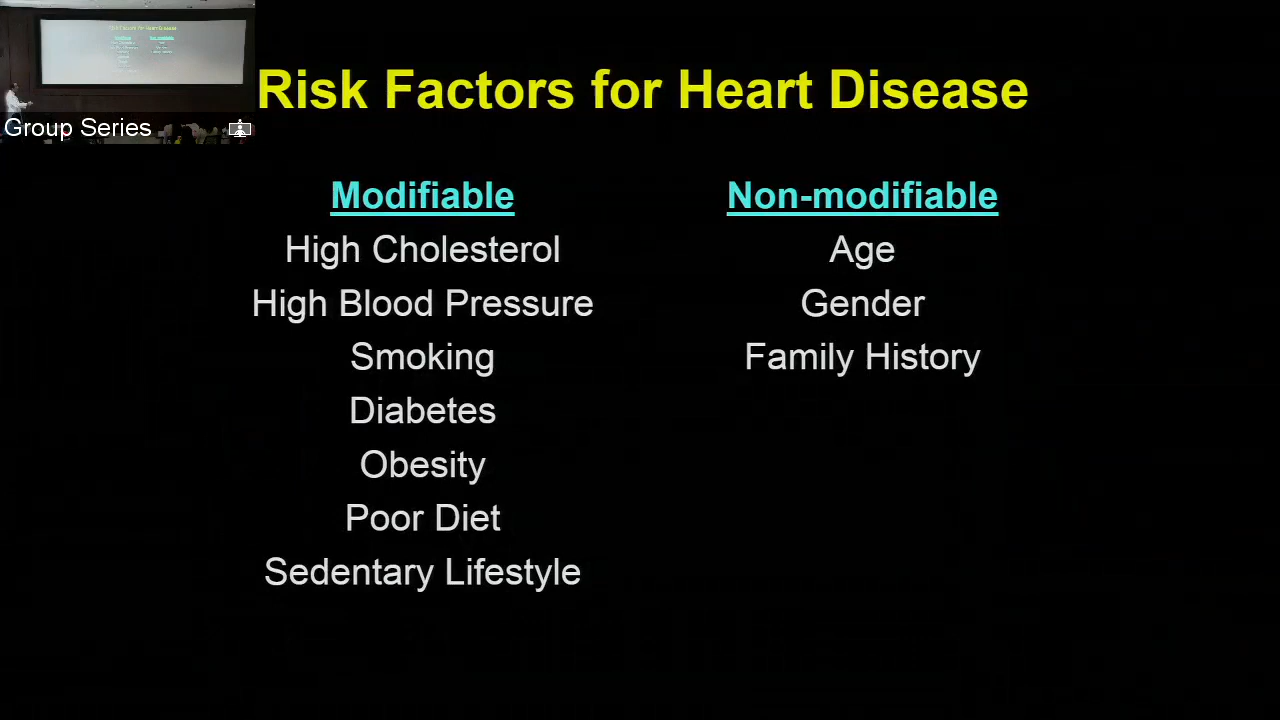 Risk Factors for Heart Disease
Group Series
Modifiable
High Cholesterol
High Blood Pressure
Smoking
Diabetes
Obesity
Poor Diet
Sedentary Lifestyle
Non-modifiable
Age
Gender
Family History